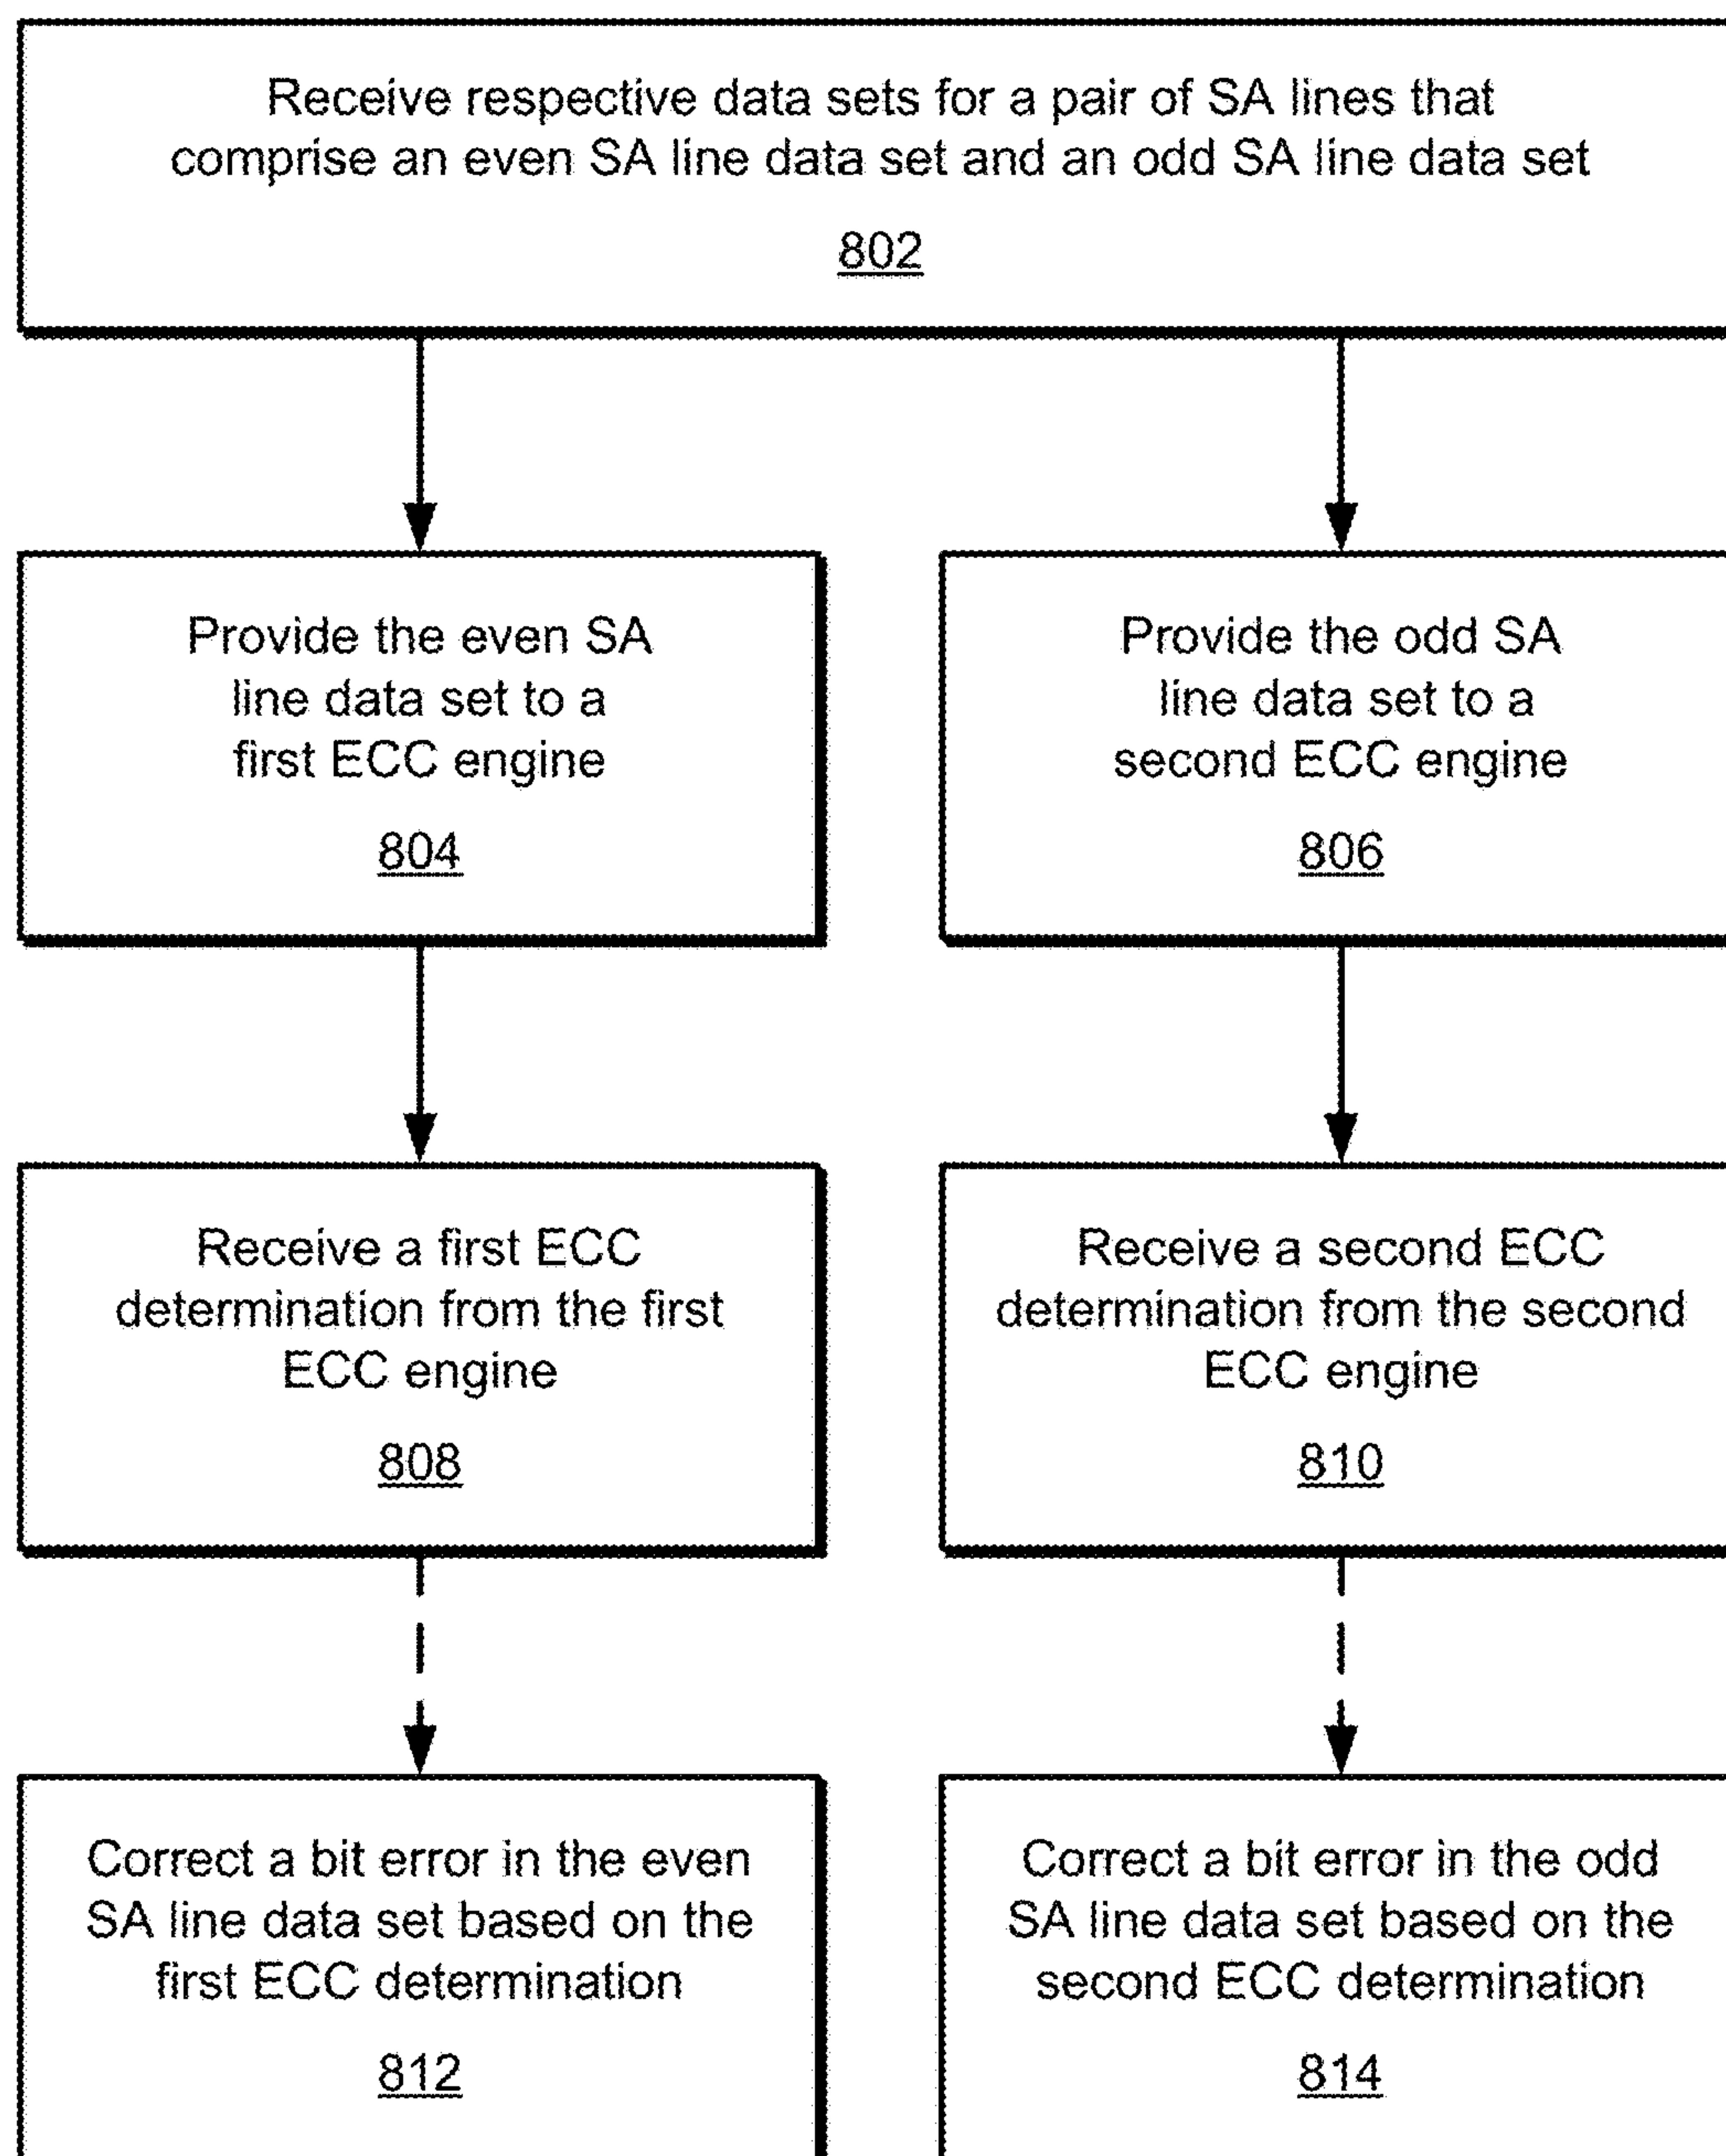 Receive respective data sets for a pair of SA lines that
comprise an even SA line data set and an odd SA line data set
802
Provide the even SA
line data set to a
first ECC engine
804
Provide the odd SA
line data set to a
second ECC engine
806
Receive a first ECC
determination from the first
ECC engine
808
Receive a second ECC
determination from the second
ECC engine
810
Correct a bit error in the even
SA line data set based on the
first ECC determination
812
Correct a bit error in the odd
SA line data set based on the
second ECC determination
814